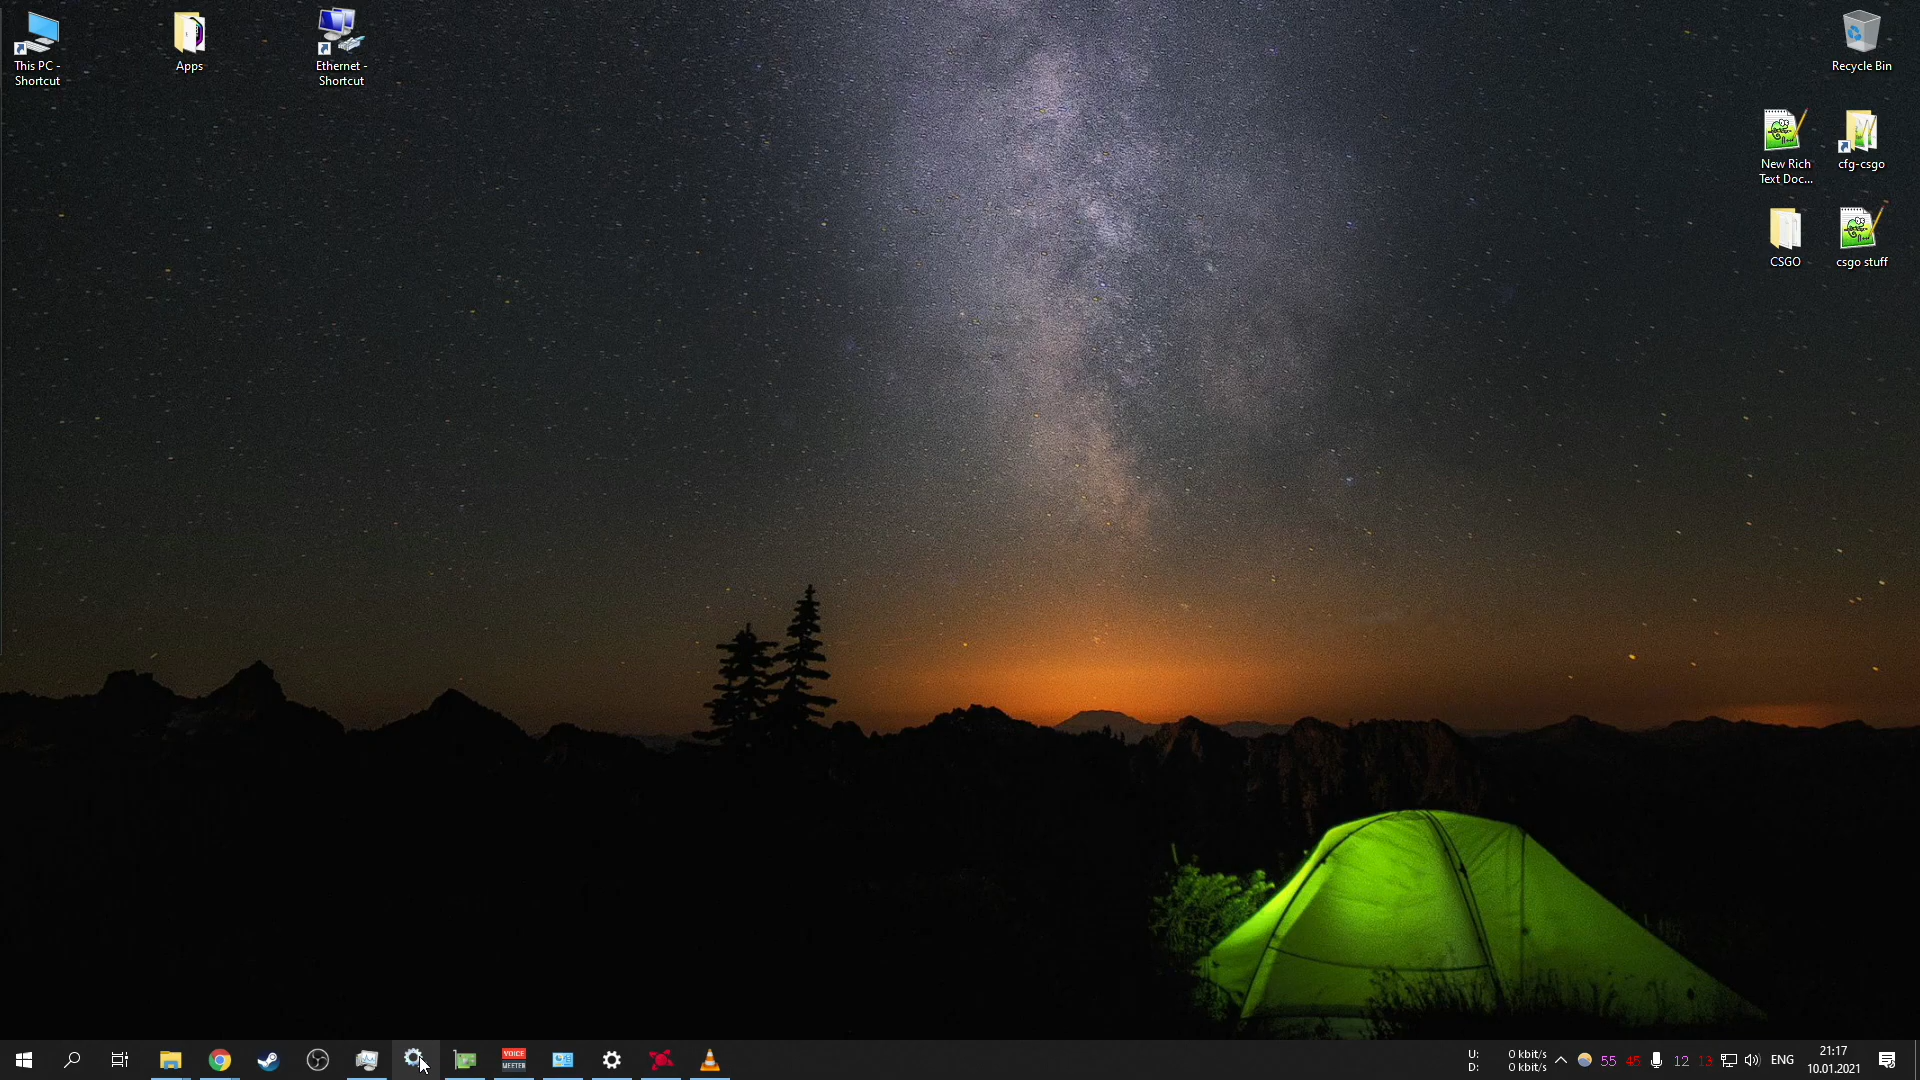 This PC -
Shortcut
Apps
Ethernet -
Shortcut
Recycle Bin
New Rich
Text Doc...
cfg-csgo
CSGO
csgo stuff
VOICE
MEETER
U: 0 kbit/s
D: 0 kbit/s
55
45
12
13
ENG
21:17
10.01.2021